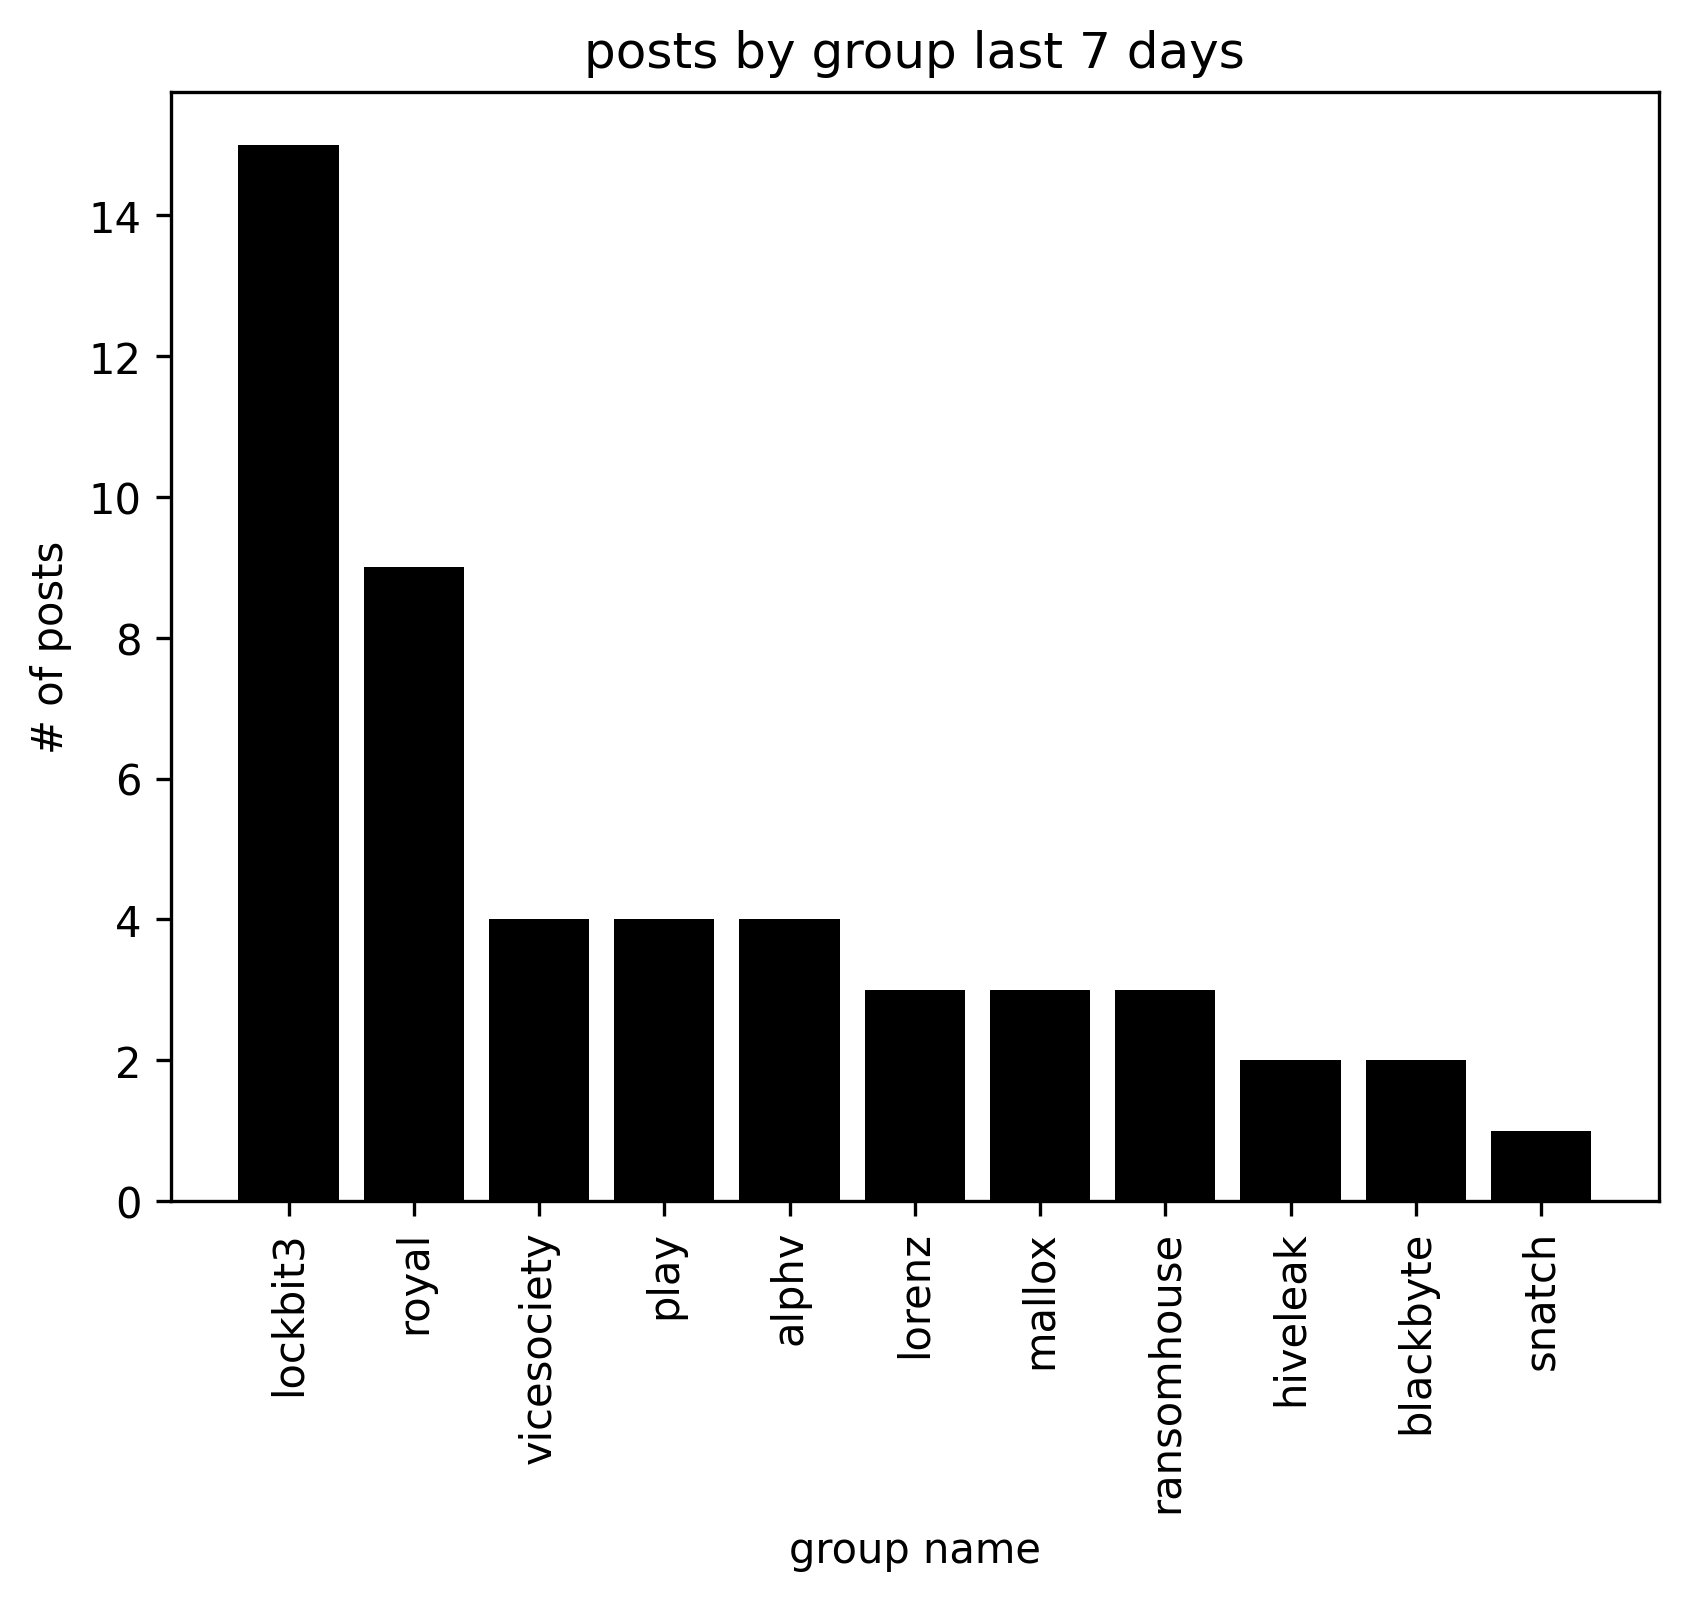 posts by group last 7 days
# of posts
14
12
10
8
6
4
2
0
lockbit3
royal
vicesociety
play
alphv
lorenz
mallox
ransomhouse
hiveleak
blackbyte
snatch
group name